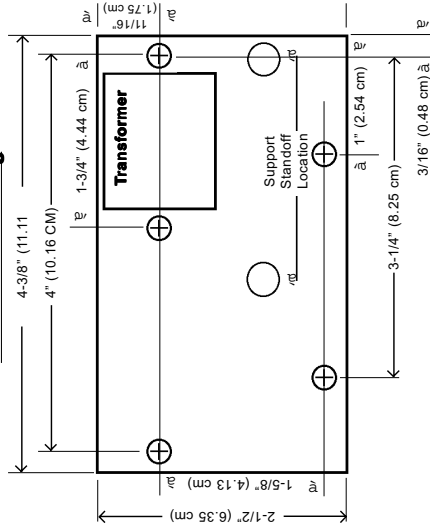 11/16"
(1.75 cm)
4-3/8" (11.11
4" (10.16 CM)
1-3/4" (4.44 cm)
Transformer
Support
Standoff
Location
1" (2.54 cm)
3-1/4" (8.25 cm)
3/16" (0.48 cm)
1-5/8" (4.13 cm)
2-1/2" (6.35 cm)